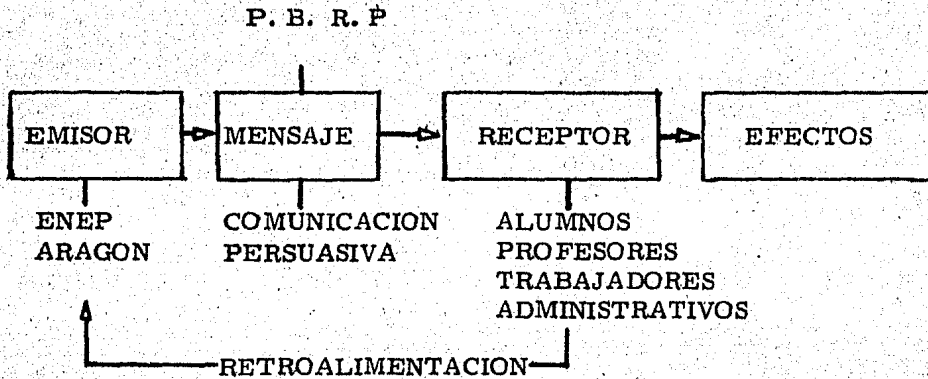 P. B. R. P
EMISOR
MENSAJE
RECEPTOR
EFECTOS
ENEP
ARAGON
COMUNICACION
PERSUASIVA
ALUMNOS
PROFESORES
TRABAJADORES
ADMINISTRATIVOS
RETROALIMENTACION